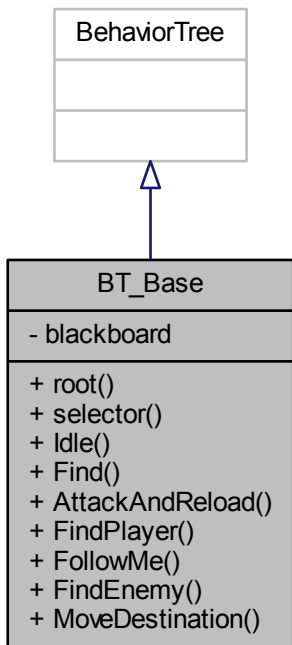 BehaviorTree
BT_Base
- blackboard
+ root()
+ selector()
+ Idle()
+ Find()
+ AttackAndReload()
+ FindPlayer()
+ FollowMe()
+ FindEnemy()
+ MoveDestination()